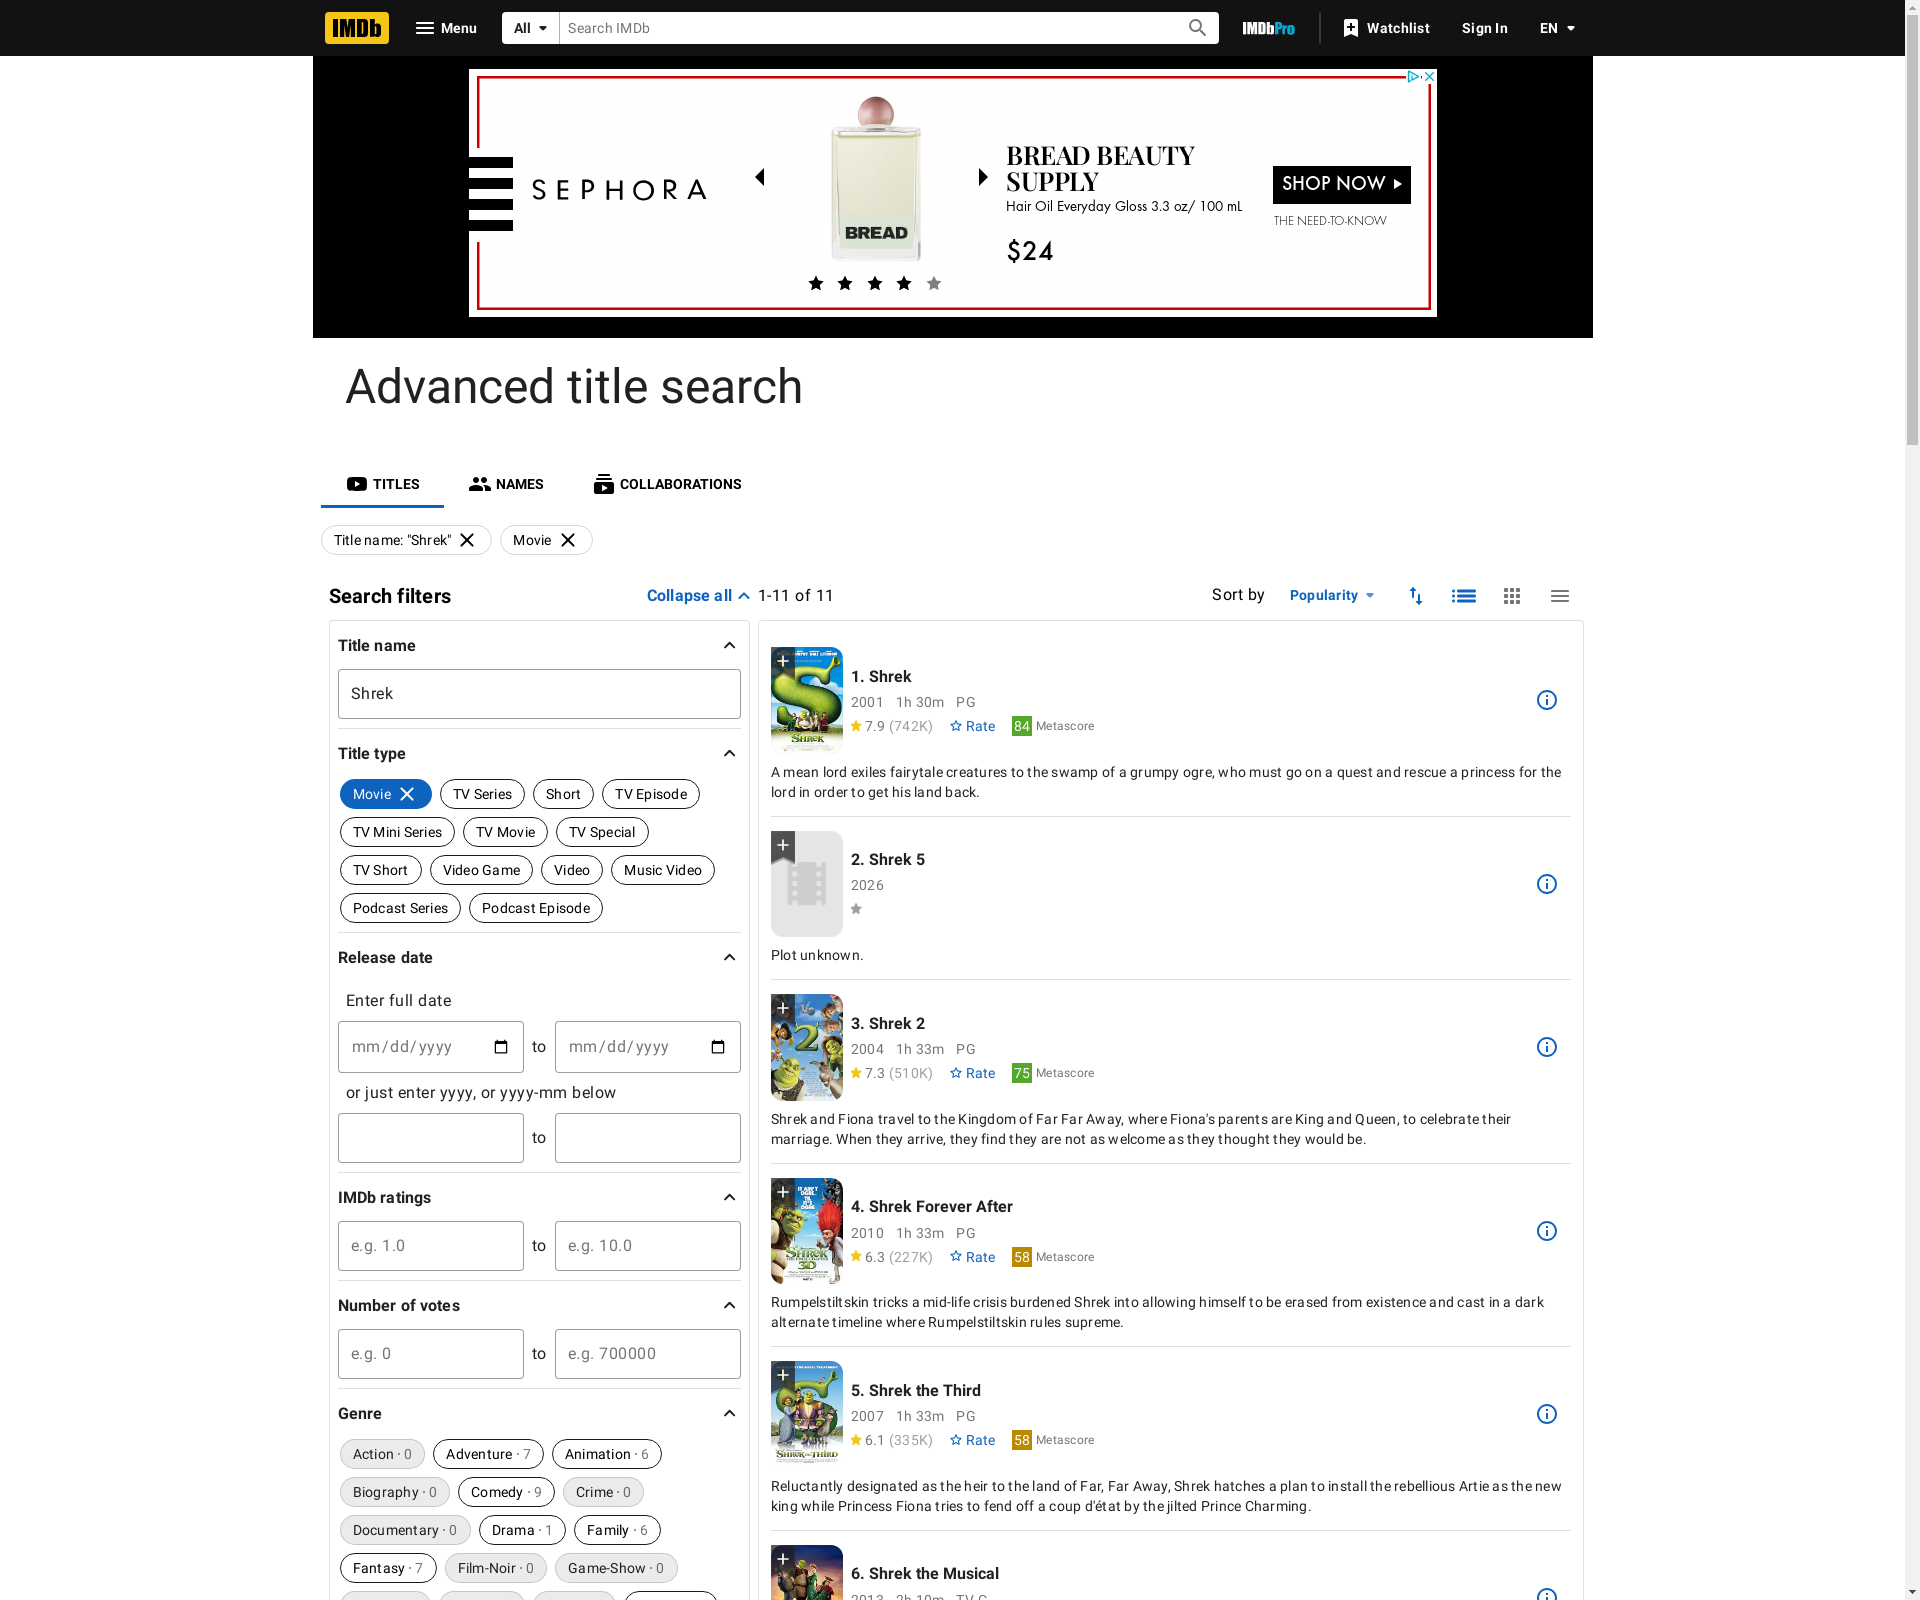 IMDb
Menu
All
Search IMDb
IMDbPro
Watchlist
Sign In
EN
SEPHORA
BREAD
BREAD BEAUTY
SUPPLY
Hair Oil Everyday Gloss 3.3 oz/ 100 mL
$24
SHOP NOW
THE NEED-TO-KNOW
Advanced title search
TITLES
NAMES
COLLABORATIONS
Title name: "Shrek"
Movie
Search filters
Collapse all
1-11 of 11
Sort by
Popularity
Title name
Shrek
Title type
Movie
TV Series
Short
TV Episode
TV Mini Series
TV Movie
TV Special
TV Short
Video Game
Video
Music Video
Podcast Series
Podcast Episode
Release date
Enter full date
mm/dd/yyyy
to
mm/dd/yyyy
or just enter yyyy, or yyyy-mm below
to
IMDb ratings
e.g. 1.0
to
e.g. 10.0
Number of votes
e.g. 0
to
e.g. 700000
Genre
Action · 0
Adventure · 7
Animation · 6
Biography · 0
Comedy · 9
Crime · 0
Documentary · 0
Drama · 1
Family · 6
Fantasy · 7
Film-Noir · 0
Game-Show · 0
SHREK
1. Shrek
2001 1h 30m PG
7.9 (742K) Rate 84 Metascore
A mean lord exiles fairytale creatures to the swamp of a grumpy ogre, who must go on a quest and rescue a princess for the
lord in order to get his land back.
2. Shrek 5
2026
Plot unknown.
2
3. Shrek 2
2004 1h 33m PG
7.3 (510K) Rate 75 Metascore
Shrek and Fiona travel to the Kingdom of Far Far Away, where Fiona's parents are King and Queen, to celebrate their
marriage. When they arrive, they find they are not as welcome as they thought they would be.
IT AIN'T
OGRE
TIL
IT'S
OGRE
SHREK
3D
4. Shrek Forever After
2010 1h 33m PG
6.3 (227K) Rate 58 Metascore
Rumpelstiltskin tricks a mid-life crisis burdened Shrek into allowing himself to be erased from existence and cast in a dark
alternate timeline where Rumpelstiltskin rules supreme.
SHREK THE THIRD
5. Shrek the Third
2007 1h 33m PG
6.1 (335K) Rate 58 Metascore
Reluctantly designated as the heir to the land of Far, Far Away, Shrek hatches a plan to install the rebellious Artie as the new
king while Princess Fiona tries to fend off a coup d'état by the jilted Prince Charming.
6. Shrek the Musical
2013 2h 10m TV-G